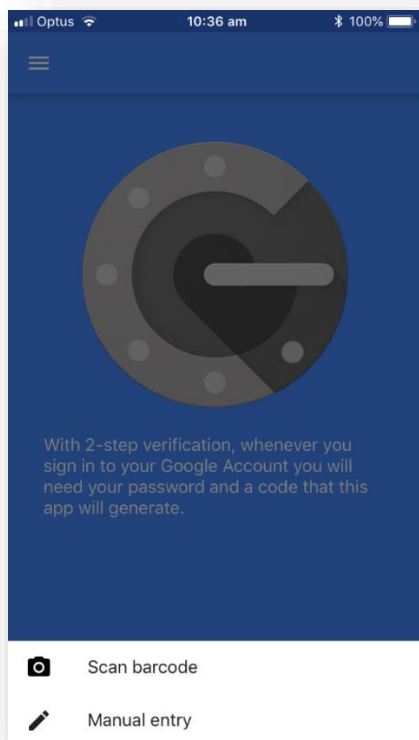 Optus 10:36 am 100%
With 2-step verification, whenever you
sign in to your Google Account you will
need your password and a code that this
app will generate.
Scan barcode
Manual entry